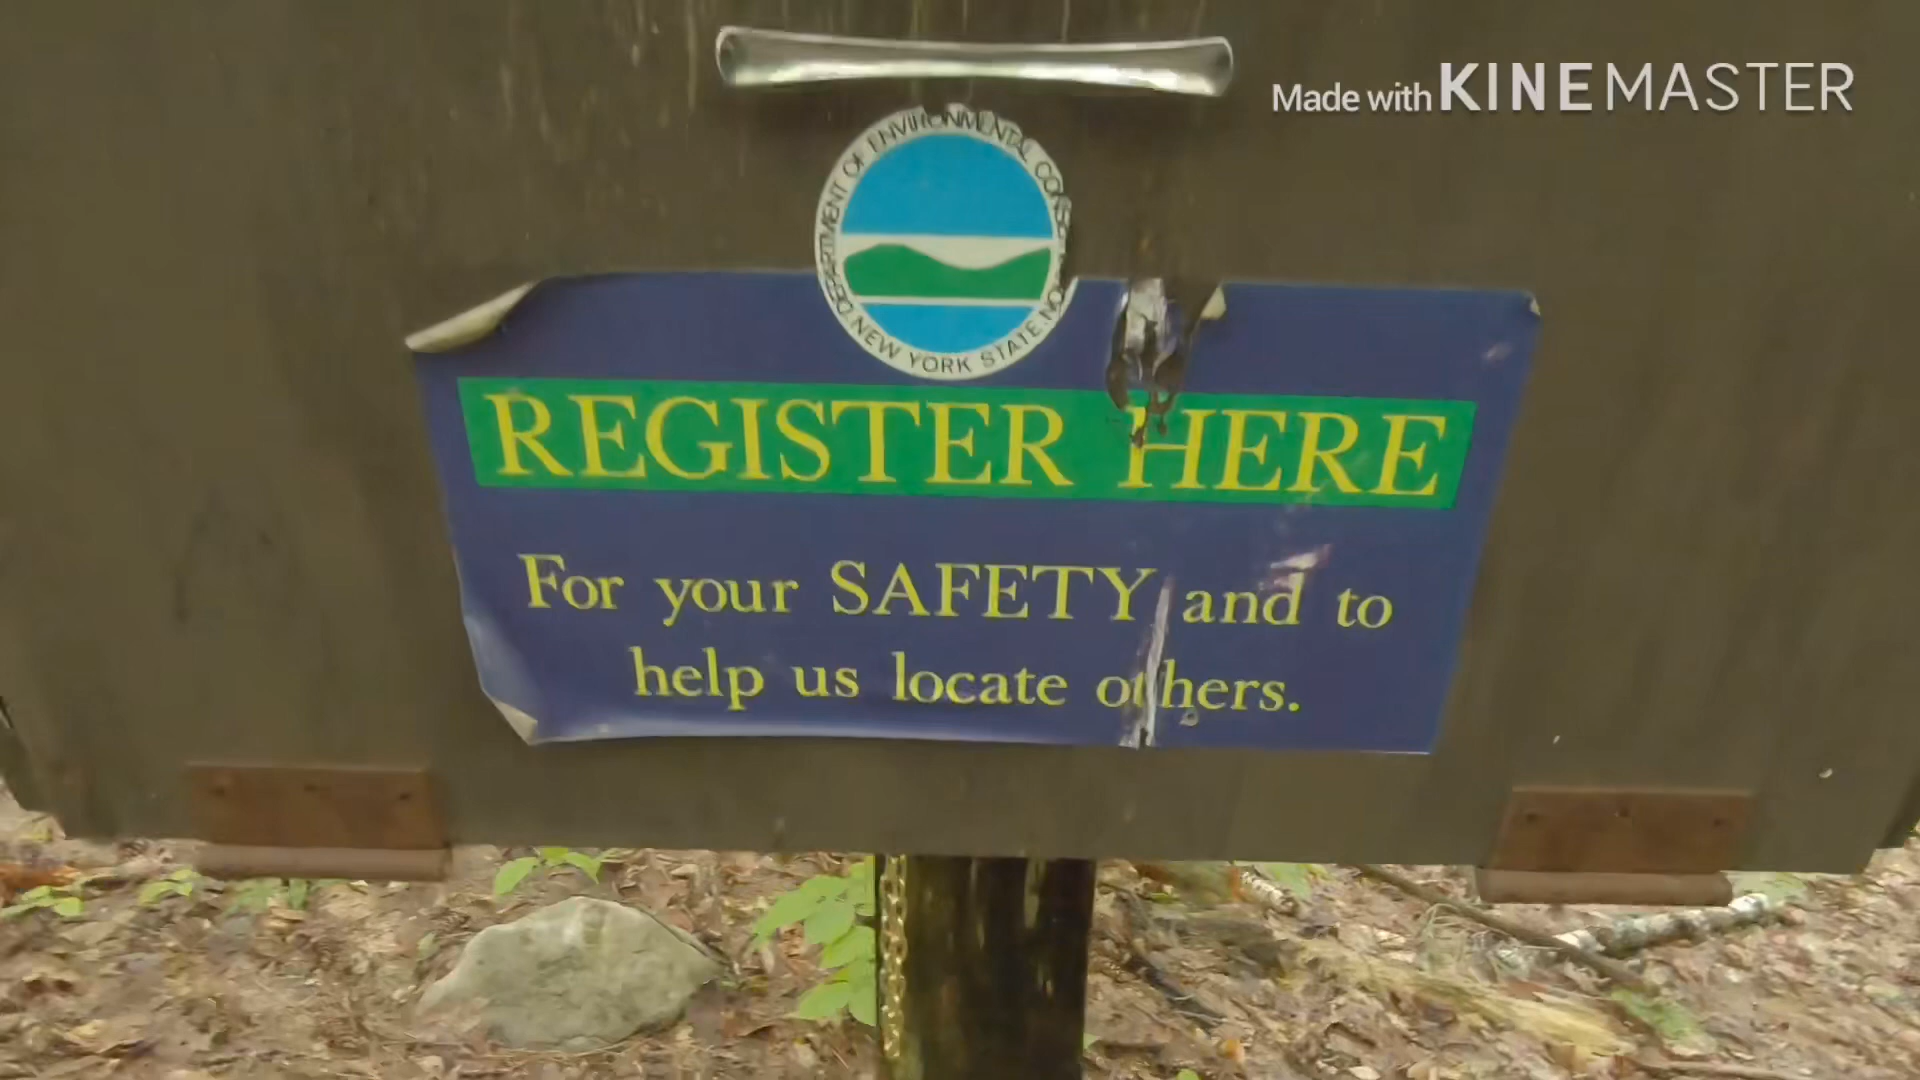 Made with KINEMASTER
DEPARTMENT OF ENVIRONMENTAL
NEW YORK STATE
REGISTER HERE
For your SAFETY and to
help us locate others.